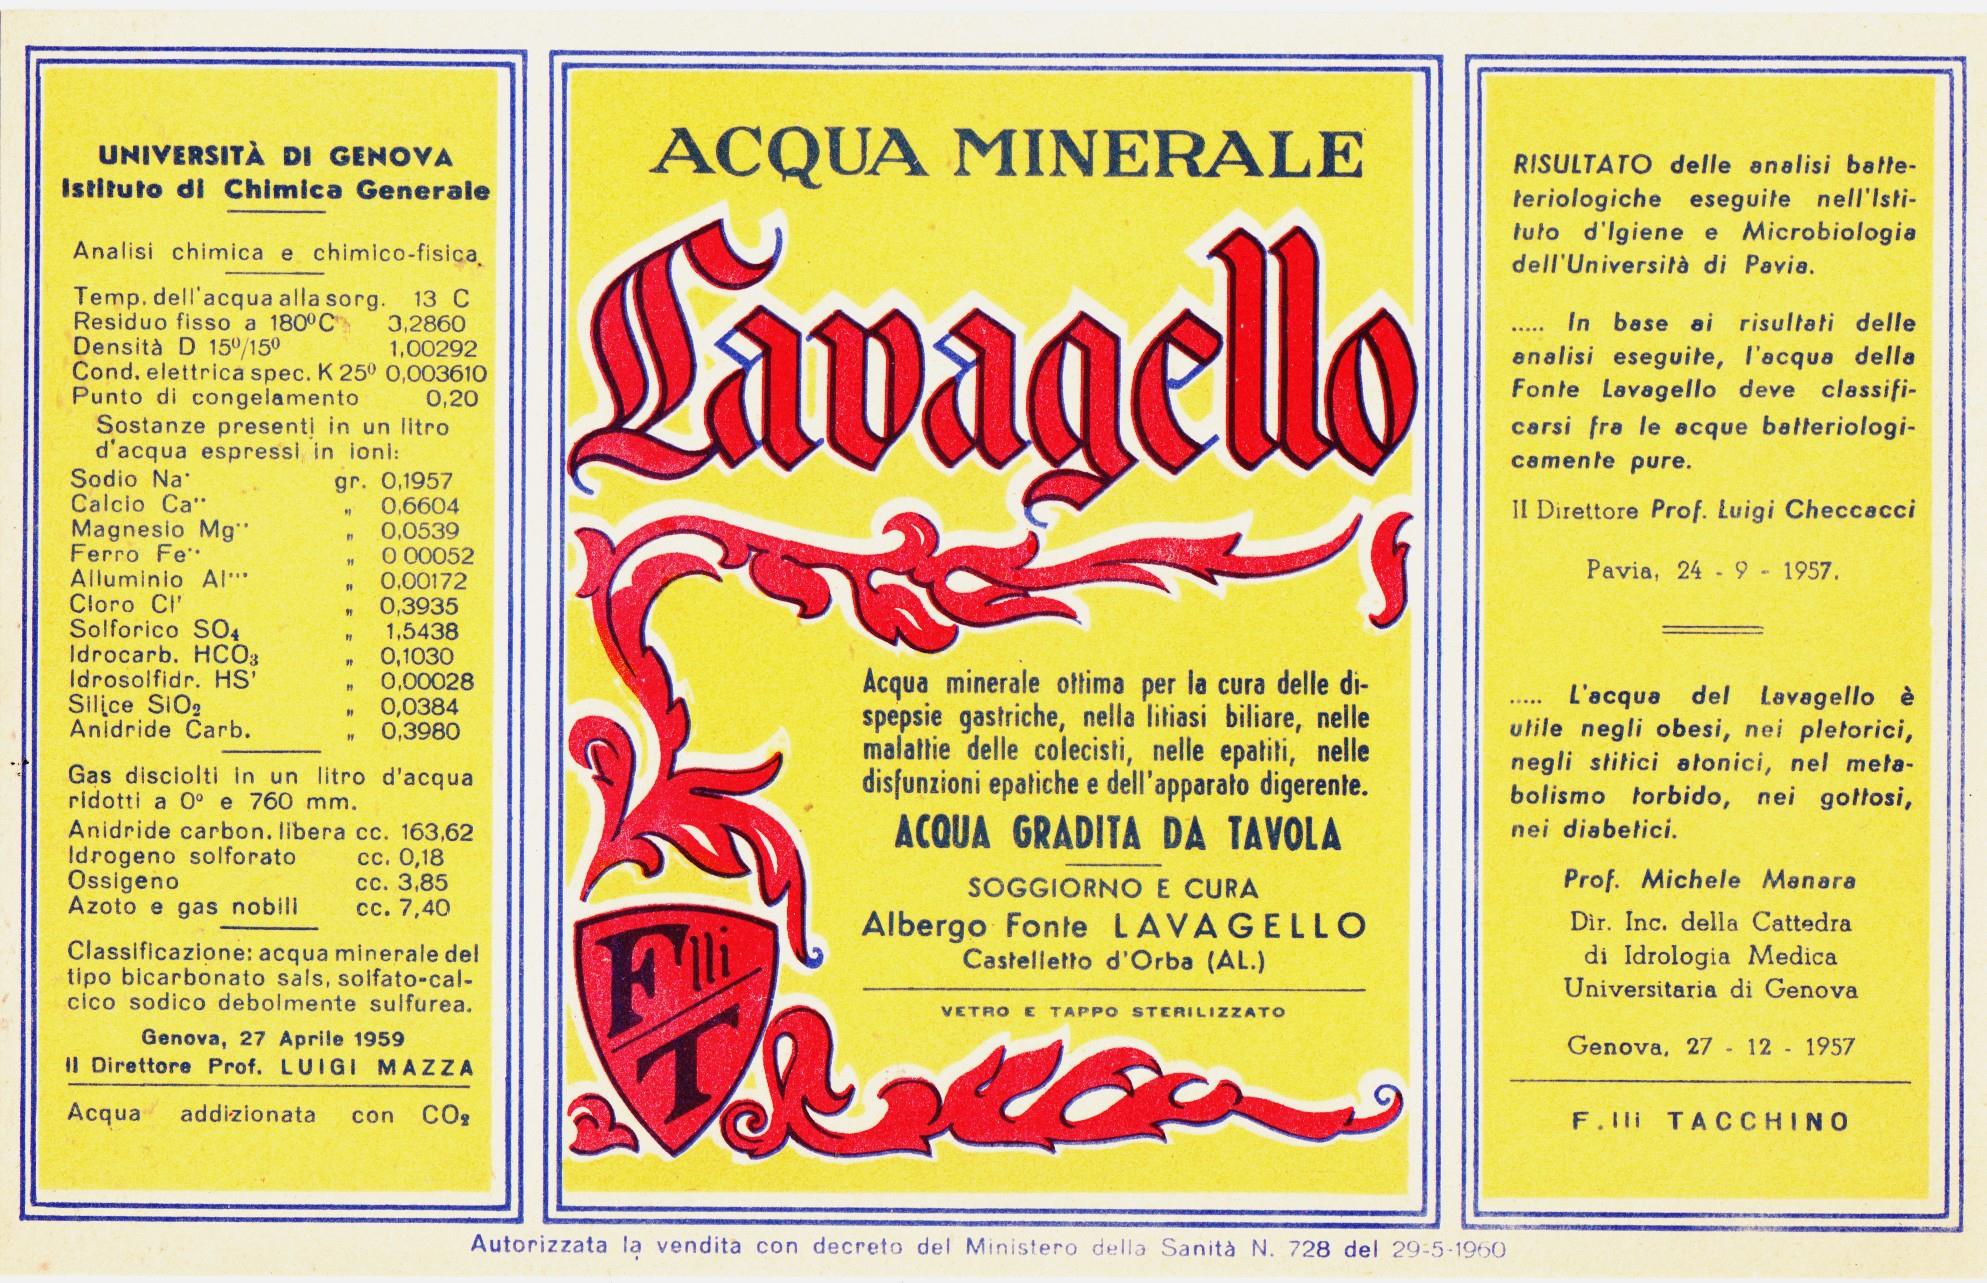 UNIVERSITÀ DI GENOVA
Istituto di Chimica Generale
Analisi chimica e chimico-fisica
Temp. dell'acqua alla sorg. 13 C
Residuo fisso a 180⁰C 3,2860
Densità D 15⁰/15⁰ 1,00292
Cond. elettrica spec. K 25⁰ 0,003610
Punto di congelamento 0,20
Sostanze presenti in un litro
d'acqua espressi in ioni:
Sodio Na˙ gr. 0,1957
Calcio Ca˙˙ „ 0,6604
Magnesio Mg˙˙ „ 0,0539
Ferro Fe˙˙ „ 0 00052
Alluminio Al˙˙˙ „ 0,00172
Cloro Cl' „ 0,3935
Solforico SO₄ „ 1,5438
Idrocarb. HCO₃ „ 0,1030
Idrosolfidr. HS' „ 0,00028
Silice SiO₂ „ 0,0384
Anidride Carb. „ 0,3980
Gas disciolti in un litro d'acqua
ridotti a 0° e 760 mm.
Anidride carbon. libera cc. 163,62
Idrogeno solforato cc. 0,18
Ossigeno cc. 3,85
Azoto e gas nobili cc. 7,40
Classificazione: acqua minerale del
tipo bicarbonato sals, solfato-cal-
cico sodico debolmente sulfurea.
Genova, 27 Aprile 1959
Il Direttore Prof. LUIGI MAZZA
Acqua addizionata con CO₂
ACQUA MINERALE
Lavagello
Acqua minerale ottima per la cura delle di-
spepsie gastriche, nella litiasi biliare, nelle
malattie delle colecisti, nelle epatiti, nelle
disfunzioni epatiche e dell'apparato digerente.
ACQUA GRADITA DA TAVOLA
SOGGIORNO E CURA
Albergo Fonte LAVAGELLO
Castelletto d'Orba (AL.)
VETRO E TAPPO STERILIZZATO
Flli
T
RISULTATO delle analisi batte-
teriologiche eseguite nell'Isti-
tuto d'Igiene e Microbiologia
dell'Università di Pavia.
..... In base ai risultati delle
analisi eseguite, l'acqua della
Fonte Lavagello deve classifi-
carsi fra le acque batteriologi-
camente pure.
Il Direttore Prof. Luigi Checcacci
Pavia, 24 - 9 - 1957.
..... L'acqua del Lavagello è
utile negli obesi, nei pletorici,
negli stitici atonici, nel meta-
bolismo torbido, nei gottosi,
nei diabetici.
Prof. Michele Manara
Dir. Inc. della Cattedra
di Idrologia Medica
Universitaria di Genova
Genova, 27 - 12 - 1957
F.lli TACCHINO
Autorizzata la vendita con decreto del Ministero della Sanità N. 728 del 29-5-1960